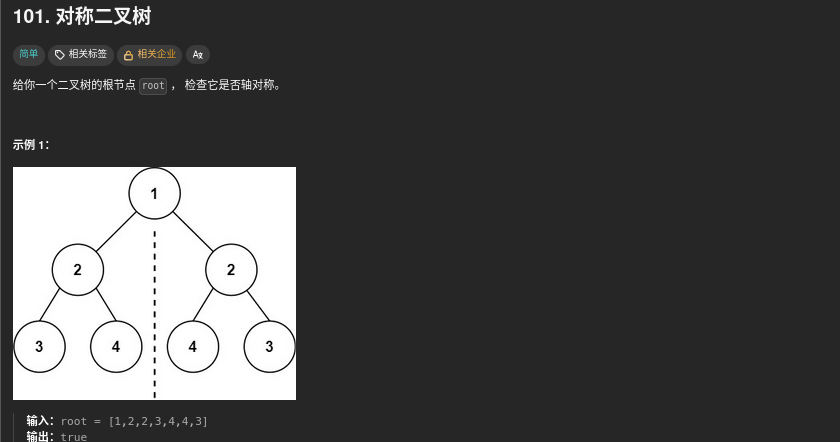 101. 对称二叉树
简单 相关标签 相关企业 A文
给你一个二叉树的根节点 root ， 检查它是否轴对称。
示例 1：
1
2 2
3 4 4 3
输入：root = [1,2,2,3,4,4,3]
输出：true